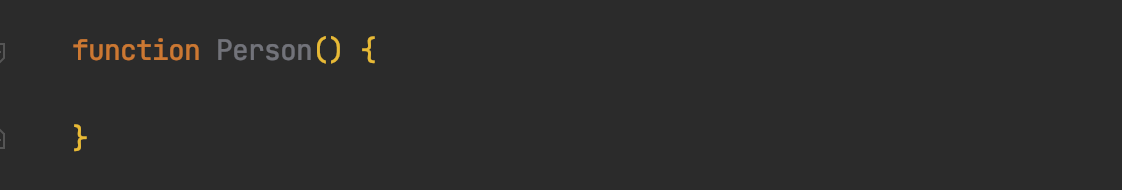 function Person() {
}